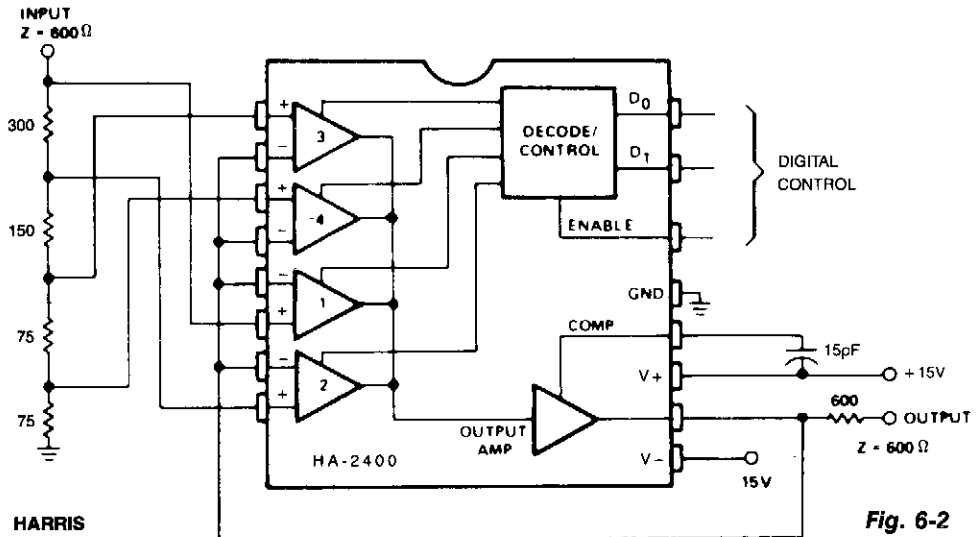 INPUT
Z = 600Ω
300
150
75
75
+
3
−
+
-4
−
−
1
+
−
2
+
DECODE/
CONTROL
D0
D1
ENABLE
DIGITAL
CONTROL
GND
COMP
15pF
V+
+15V
600
OUTPUT
Z = 600Ω
OUTPUT
AMP
V−
15V
HA-2400
HARRIS
Fig. 6-2